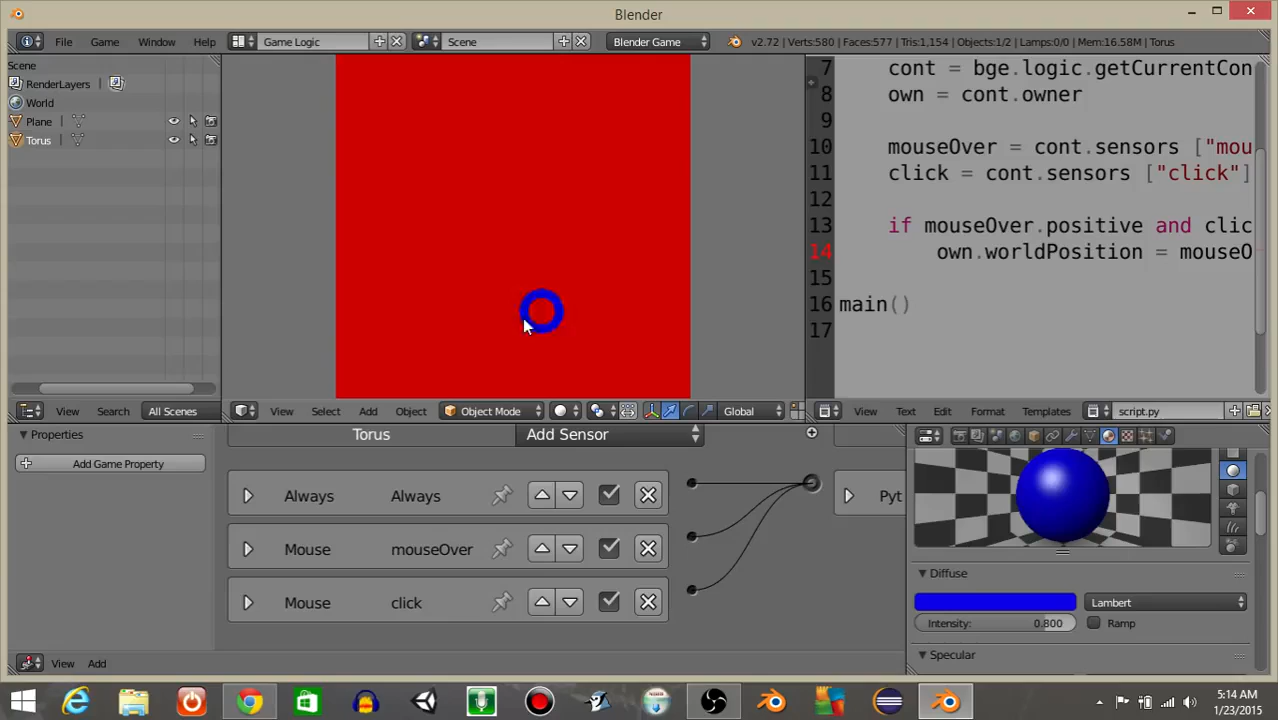 Blender
File Game Window Help Game Logic Scene Blender Game v2.72 | Verts:580 | Faces:577 | Tris:1,154 | Objects:1/2 | Lamps:0/0 | Mem:16.58M | Torus
Scene
RenderLayers
World
Plane
Torus
7 cont = bge.logic.getCurrentCon
8 own = cont.owner
9
10 mouseOver = cont.sensors ["mou
11 click = cont.sensors ["click"]
12
13 if mouseOver.positive and clic
14 own.worldPosition = mouseO
15
16 main()
17
View Search All Scenes
View Select Add Object Object Mode Global
View Text Edit Format Templates script.py
Properties
Add Game Property
Torus Add Sensor
Always Always
Mouse mouseOver
Mouse click
Pyt
Diffuse
Lambert
Intensity: 0.800 Ramp
Specular
View Add
5:14 AM
1/23/2015